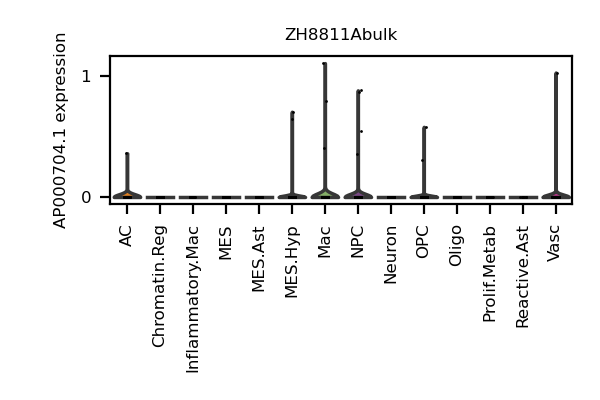 ZH8811Abulk
AP000704.1 expression
1
0
AC
Chromatin.Reg
Inflammatory.Mac
MES
MES.Ast
MES.Hyp
Mac
NPC
Neuron
OPC
Oligo
Prolif.Metab
Reactive.Ast
Vasc